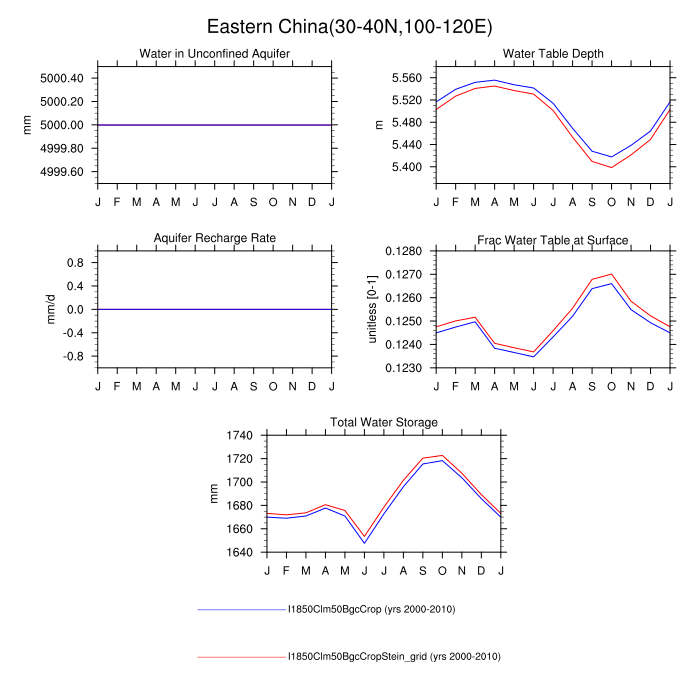 Eastern China(30-40N,100-120E)
Water in Unconfined Aquifer
5000.40
5000.20
5000.00
4999.80
4999.60
mm
J F M A M J J A S O N D J
Water Table Depth
5.560
5.520
5.480
5.440
5.400
m
J F M A M J J A S O N D J
Aquifer Recharge Rate
0.8
0.4
0.0
-0.4
-0.8
mm/d
J F M A M J J A S O N D J
Frac Water Table at Surface
0.1280
0.1270
0.1260
0.1250
0.1240
0.1230
unitless [0-1]
J F M A M J J A S O N D J
Total Water Storage
1740
1720
1700
1680
1660
1640
mm
J F M A M J J A S O N D J
I1850Clm50BgcCrop (yrs 2000-2010)
I1850Clm50BgcCropStein_grid (yrs 2000-2010)